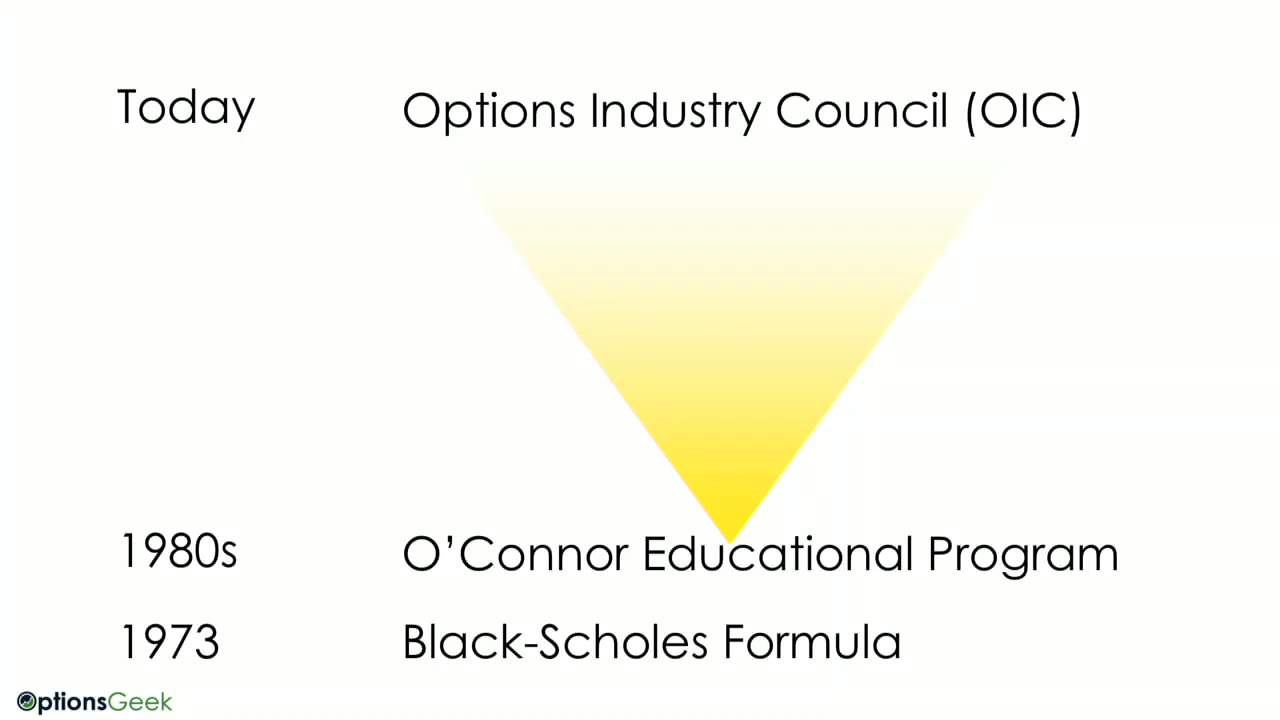 Today Options Industry Council (OIC)
1980s O’Connor Educational Program
1973 Black-Scholes Formula
OptionsGeek